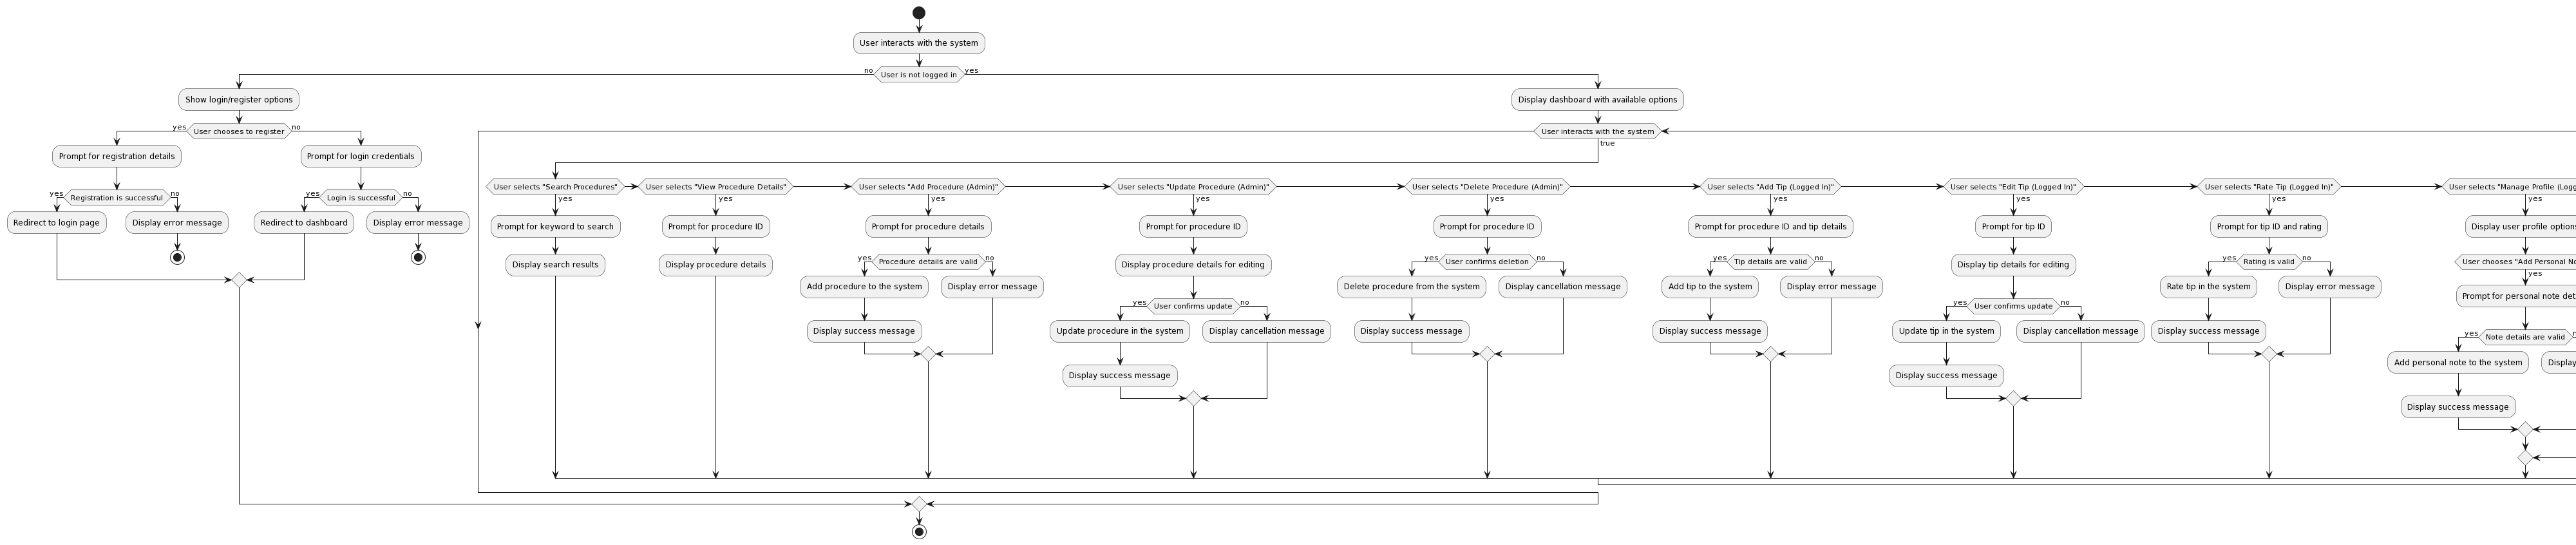 User interacts with the system
no
User is not logged in
yes
Show login/register options
Display dashboard with available options
yes
User chooses to register
no
User interacts with the system
true
Prompt for registration details
Prompt for login credentials
yes
Registration is successful
no
yes
Login is successful
no
Redirect to login page
Display error message
Redirect to dashboard
Display error message
User selects "Search Procedures"
User selects "View Procedure Details"
User selects "Add Procedure (Admin)"
User selects "Update Procedure (Admin)"
User selects "Delete Procedure (Admin)"
User selects "Add Tip (Logged In)"
User selects "Edit Tip (Logged In)"
User selects "Rate Tip (Logged In)"
User selects "Manage Profile
yes
yes
yes
yes
yes
yes
yes
yes
yes
Prompt for keyword to search
Prompt for procedure ID
Prompt for procedure details
Prompt for procedure ID
Prompt for procedure ID
Prompt for procedure ID and tip details
Prompt for tip ID
Prompt for tip ID and rating
Display user profile options
Display search results
Display procedure details
yes
Procedure details are valid
no
Display procedure details for editing
yes
User confirms deletion
no
yes
Tip details are valid
no
Display tip details for editing
yes
Rating is valid
no
User chooses "Add Personal
yes
Add procedure to the system
Display error message
Delete procedure from the system
Display cancellation message
Add tip to the system
Display error message
Rate tip in the system
Display error message
Prompt for personal note
yes
User confirms update
no
yes
User confirms update
no
Display success message
Update procedure in the system
Display cancellation message
Display success message
Display success message
Update tip in the system
Display cancellation message
Display success message
yes
Note details are valid
Add personal note to the system
Display
Display success message
Display success message
Display success message